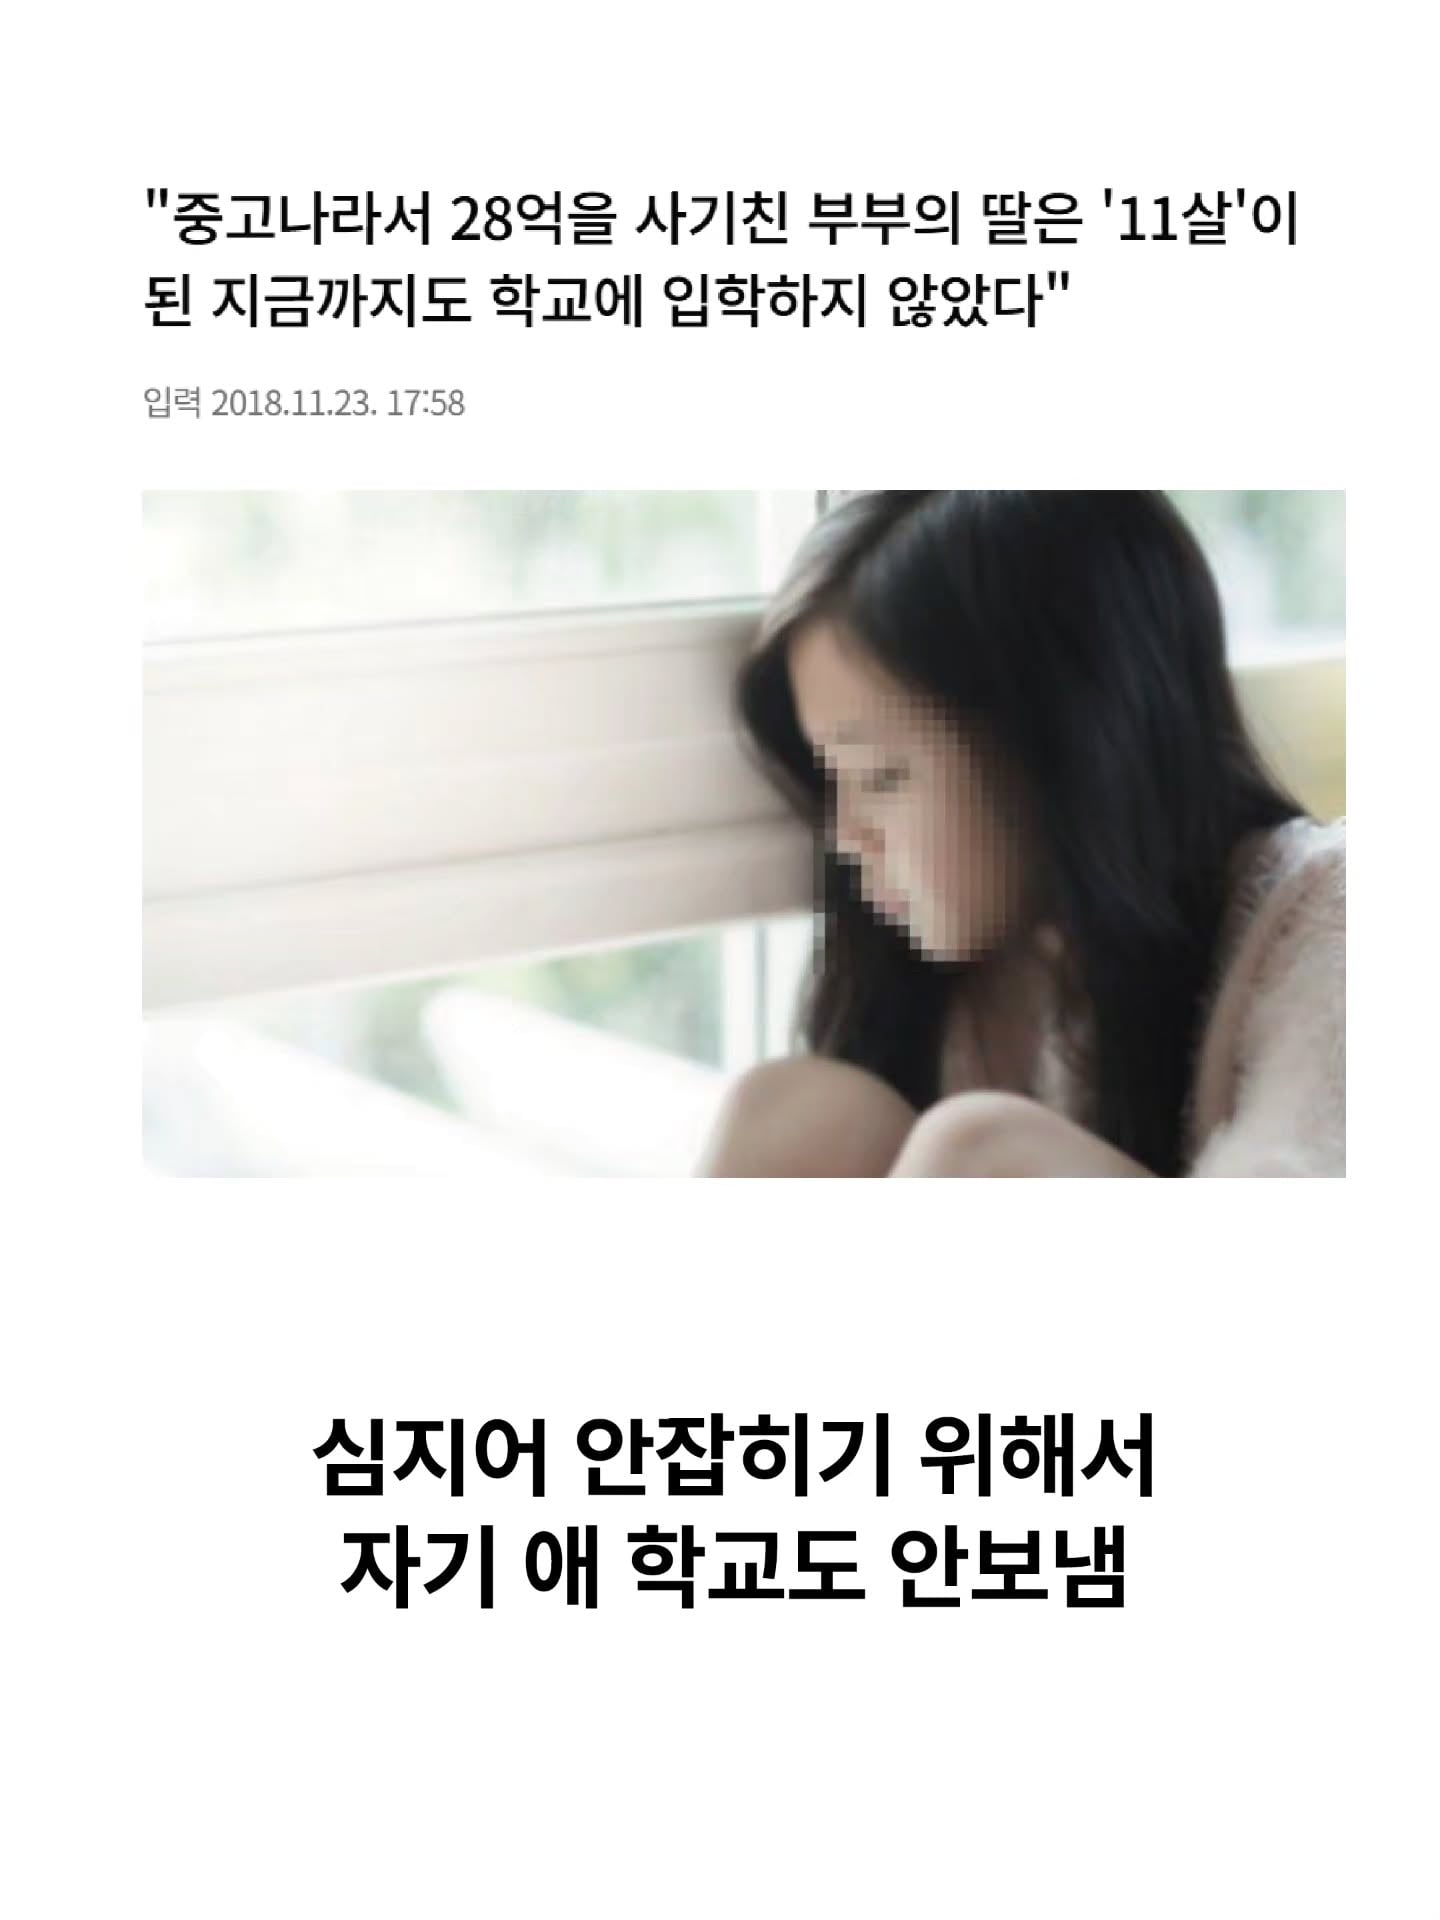 "중고나라서 28억을 사기친 부부의 딸은 '11살'이
된 지금까지도 학교에 입학하지 않았다"
입력 2018.11.23. 17:58
심지어 안잡히기 위해서
자기 애 학교도 안보냄